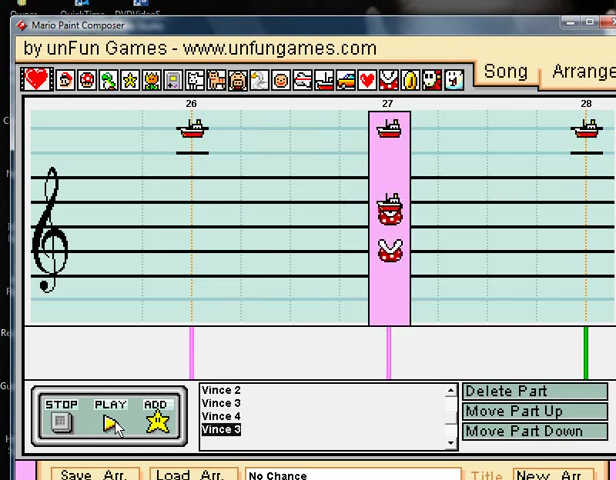 QuickTime
DVDVideoS
Mario Paint Composer
by unFun Games - www.unfungames.com
Song
Arrange
26
27
28
STOP
PLAY
ADD
Vince 2
Vince 3
Vince 4
Vince 3
Delete Part
Move Part Up
Move Part Down
Save Arr.
Load Arr.
No Chance
Title
New Arr.